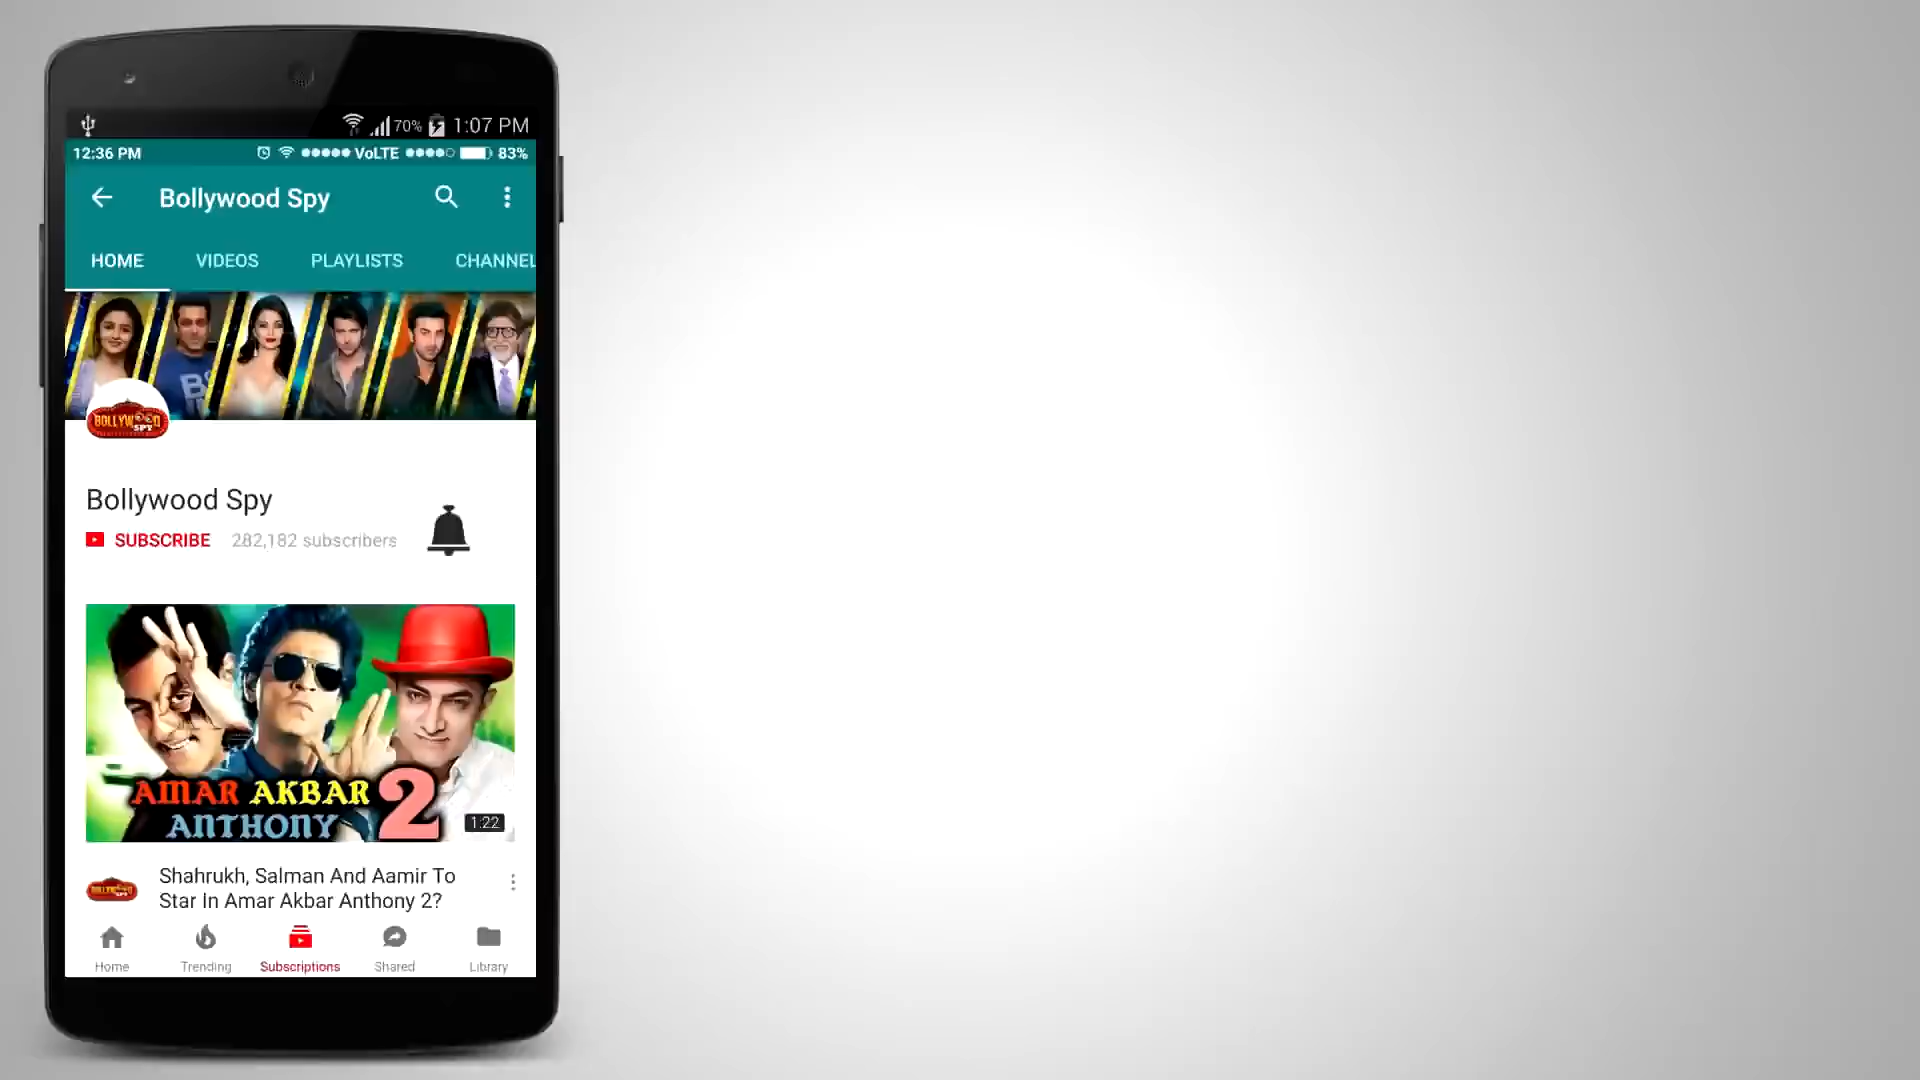 70% 1:07 PM
12:36 PM VoLTE 83%
Bollywood Spy
HOME VIDEOS PLAYLISTS CHANNEL
BOLLYWOOD
SPY
Bollywood Spy
SUBSCRIBE 282,182 subscribers
AMAR AKBAR 2
ANTHONY
1:22
Shahrukh, Salman And Aamir To
Star In Amar Akbar Anthony 2?
Home Trending Subscriptions Shared Library